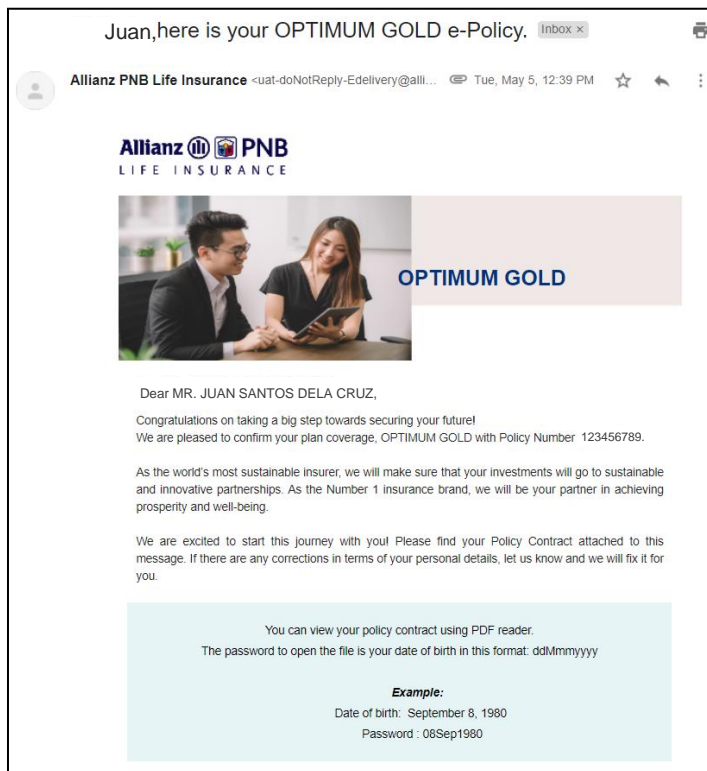 Juan,here is your OPTIMUM GOLD e-Policy. Inbox ×
Allianz PNB Life Insurance <uat-doNotReply-Edelivery@alli... Tue, May 5, 12:39 PM
Allianz PNB
LIFE INSURANCE
OPTIMUM GOLD
Dear MR. JUAN SANTOS DELA CRUZ,
Congratulations on taking a big step towards securing your future!
We are pleased to confirm your plan coverage, OPTIMUM GOLD with Policy Number 123456789.
As the world's most sustainable insurer, we will make sure that your investments will go to sustainable
and innovative partnerships. As the Number 1 insurance brand, we will be your partner in achieving
prosperity and well-being.
We are excited to start this journey with you! Please find your Policy Contract attached to this
message. If there are any corrections in terms of your personal details, let us know and we will fix it for
you.
You can view your policy contract using PDF reader.
The password to open the file is your date of birth in this format: ddMmmyyyy
Example:
Date of birth: September 8, 1980
Password : 08Sep1980